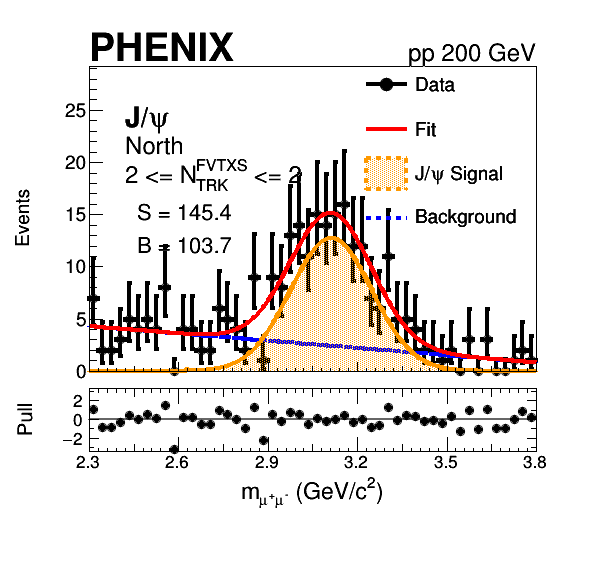 PHENIX pp 200 GeV
J/ψ
North
2 <= N_TRK^FVTXS <= 2
S = 145.4
B = 103.7
Data
Fit
J/ψ Signal
Background
Events
25
20
15
10
5
0
Pull
2
0
−2
2.3 2.6 2.9 3.2 3.5 3.8
m_μ⁺μ⁻ (GeV/c²)